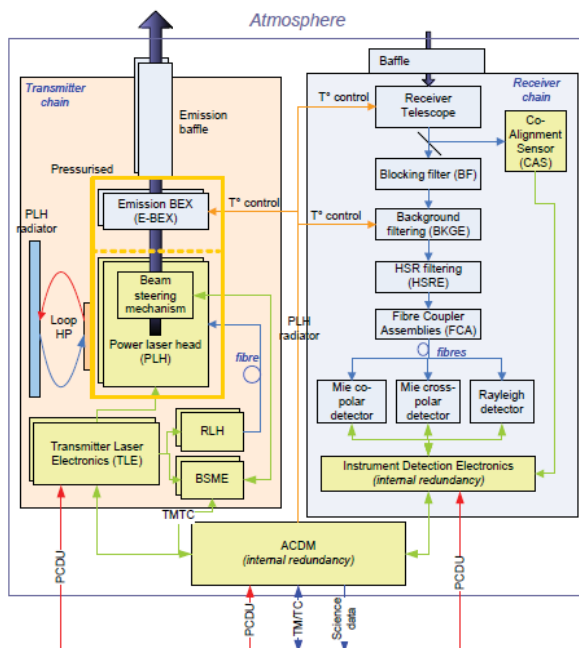 Atmosphere
Transmitter
chain
Emission
baffle
Pressurised
Emission BEX
(E-BEX)
T° control
PLH
radiator
Beam
steering
mechanism
Power laser head
(PLH)
Loop
HP
fibre
PLH
radiator
Transmitter Laser
Electronics (TLE)
RLH
BSME
TMTC
Baffle
Receiver
chain
T° control
Receiver
Telescope
Co-
Alignment
Sensor
(CAS)
Blocking filter (BF)
T° control
Background
filtering (BKGE)
HSR filtering
(HSRE)
Fibre Coupler
Assemblies (FCA)
fibres
Mie co-
polar
detector
Mie cross-
polar
detector
Rayleigh
detector
Instrument Detection Electronics
(internal redundancy)
ACDM
(internal redundancy)
PCDU
PCDU
TM/TC
Science
data
PCDU